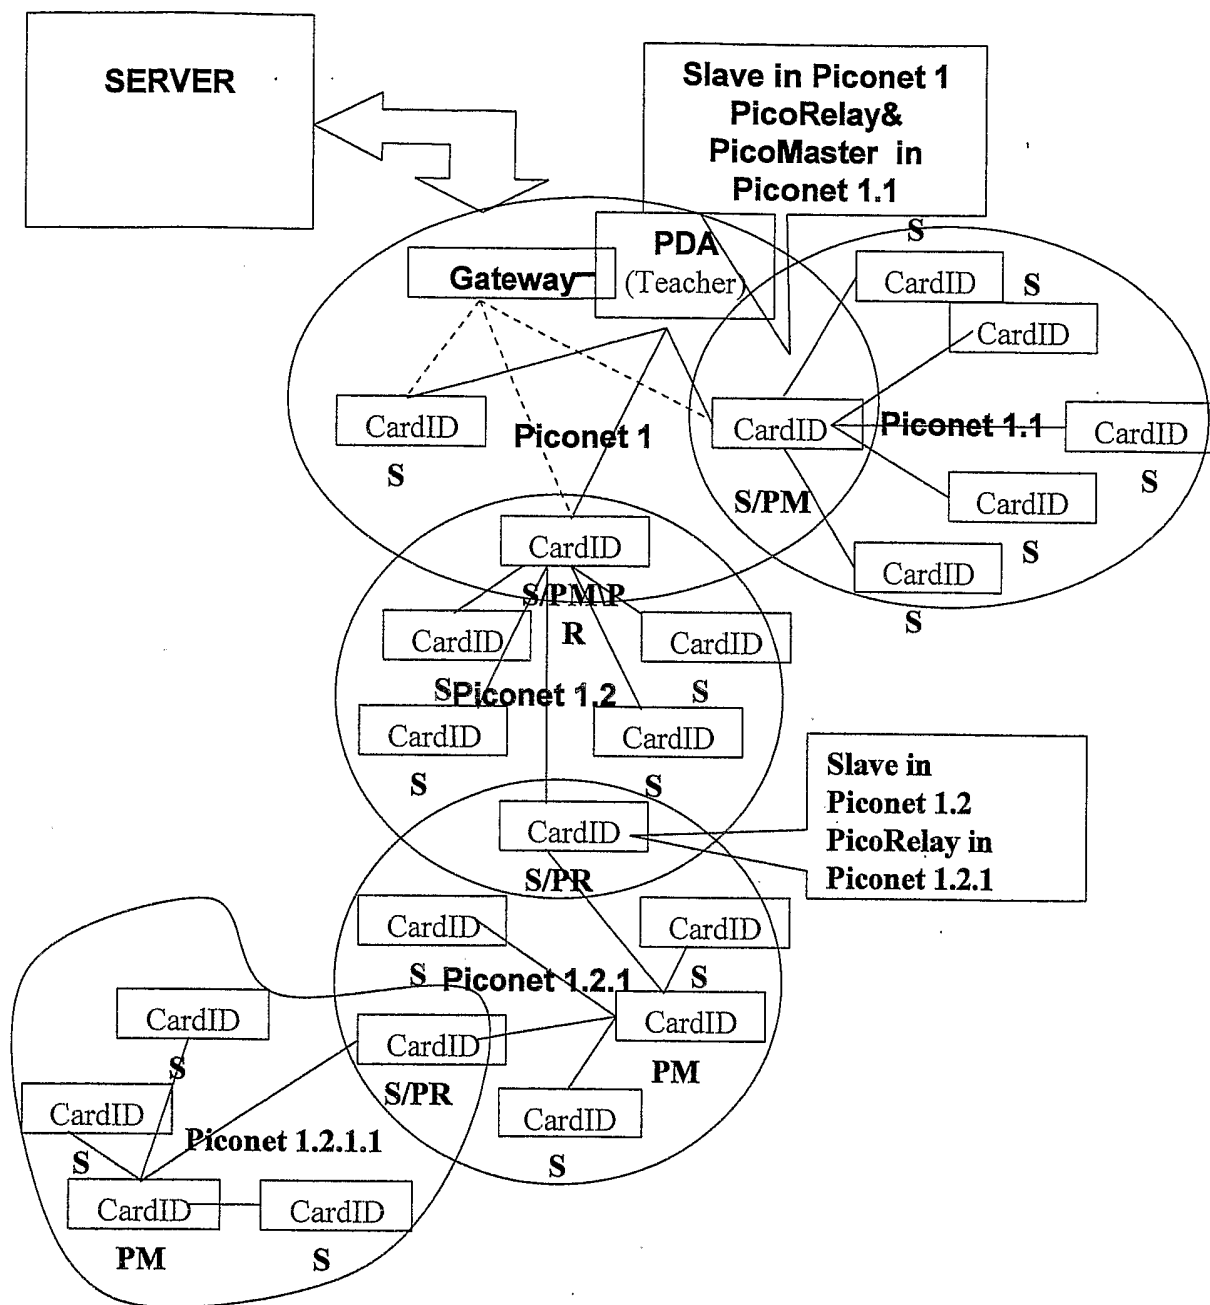 SERVER
Slave in Piconet 1
PicoRelay&
PicoMaster in
Piconet 1.1
S
PDA
(Teacher)
Gateway
CardID
S
CardID
CardID
S
Piconet 1
CardID
S/PM
Piconet 1.1
CardID
S
CardID
S
CardID
S
CardID
S/PM\P
R
CardID
S
CardID
S
Piconet 1.2
CardID
S
CardID
S
Slave in
Piconet 1.2
PicoRelay in
Piconet 1.2.1
CardID
S/PR
CardID
S
CardID
S
Piconet 1.2.1
CardID
PM
CardID
S/PR
CardID
S
CardID
S
CardID
S
Piconet 1.2.1.1
CardID
PM
CardID
S